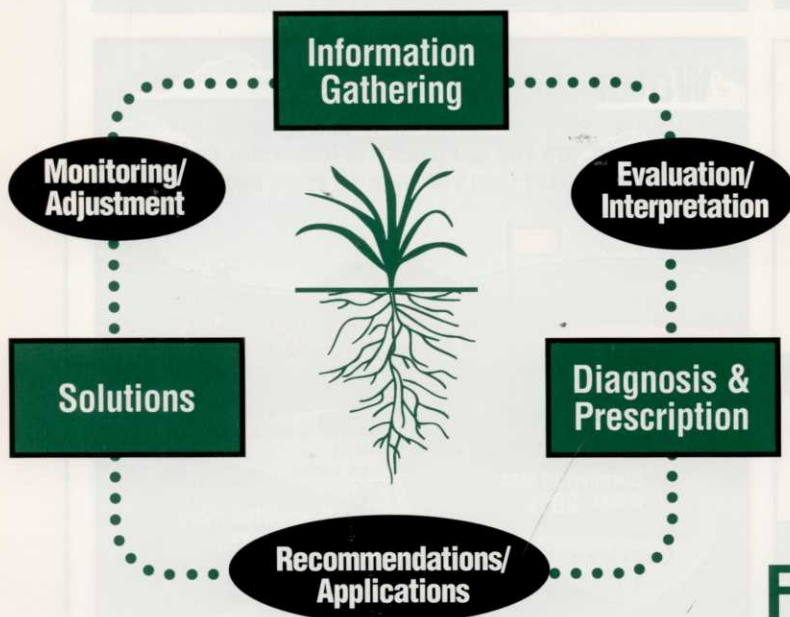 Information
Gathering
Monitoring/
Adjustment
Evaluation/
Interpretation
Solutions
Diagnosis &
Prescription
Recommendations/
Applications